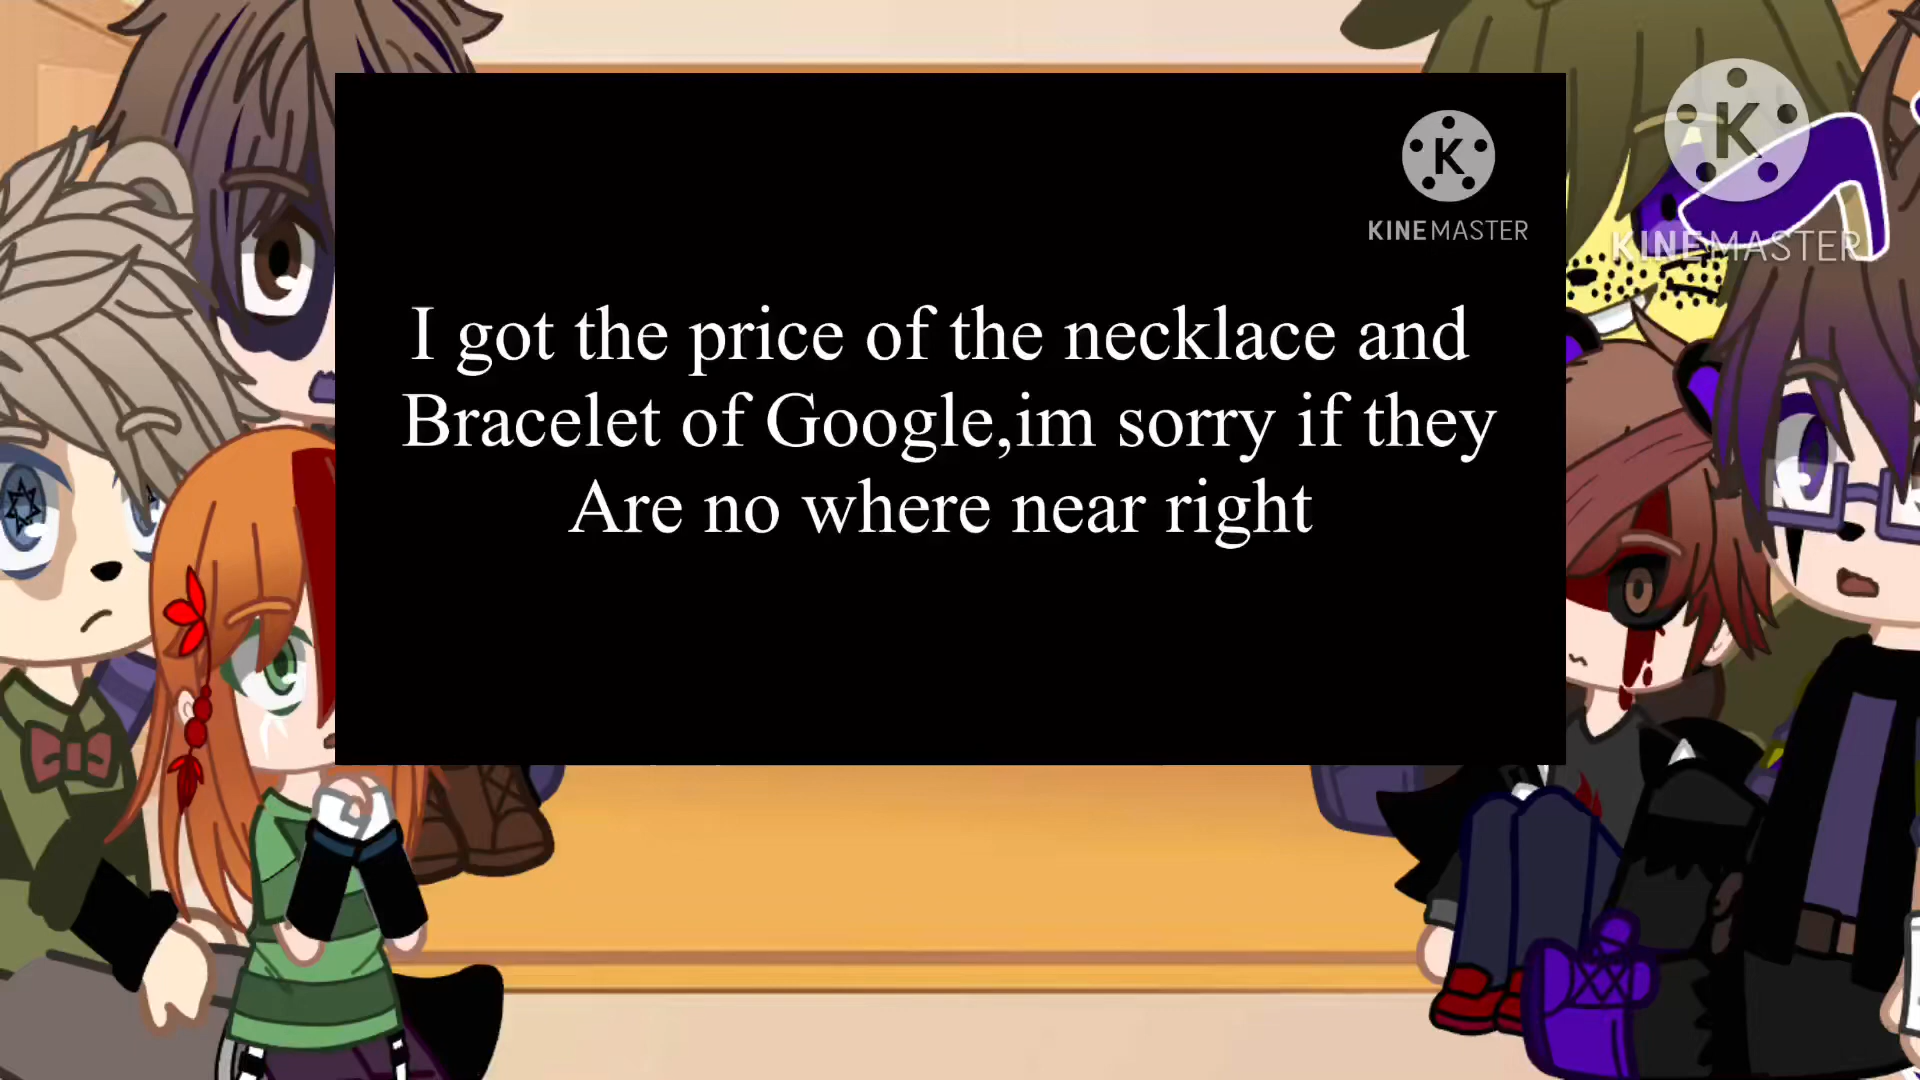 K
KINEMASTER
K
KINEMASTER
I got the price of the necklace and
Bracelet of Google,im sorry if they
Are no where near right